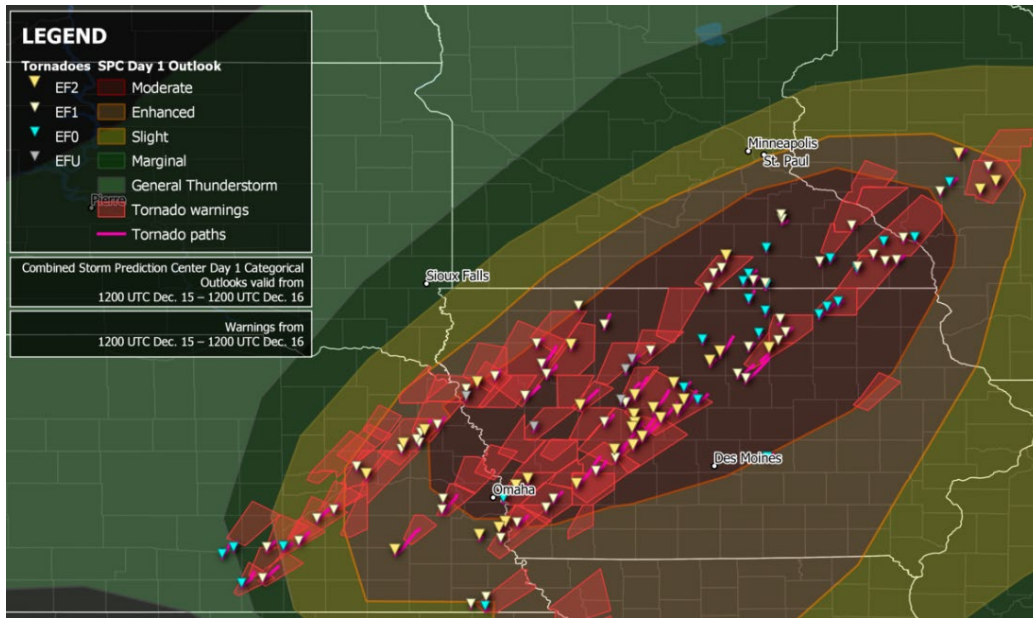 LEGEND
Tornadoes SPC Day 1 Outlook
EF2 Moderate
EF1 Enhanced
EF0 Slight
EFU Marginal
General Thunderstorm
Tornado warnings
Tornado paths
Combined Storm Prediction Center Day 1 Categorical
Outlooks valid from
1200 UTC Dec. 15 – 1200 UTC Dec. 16
Warnings from
1200 UTC Dec. 15 – 1200 UTC Dec. 16
Pierre
Minneapolis
St. Paul
Sioux Falls
Des Moines
Omaha